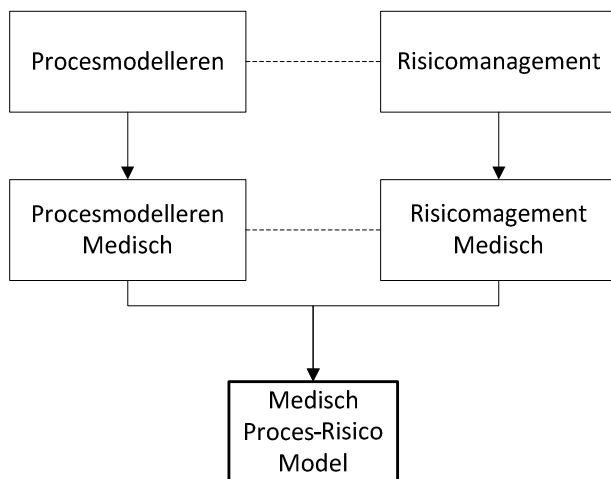 Procesmodelleren
Risicomanagement
Procesmodelleren
Medisch
Risicomagement
Medisch
Medisch
Proces-Risico
Model